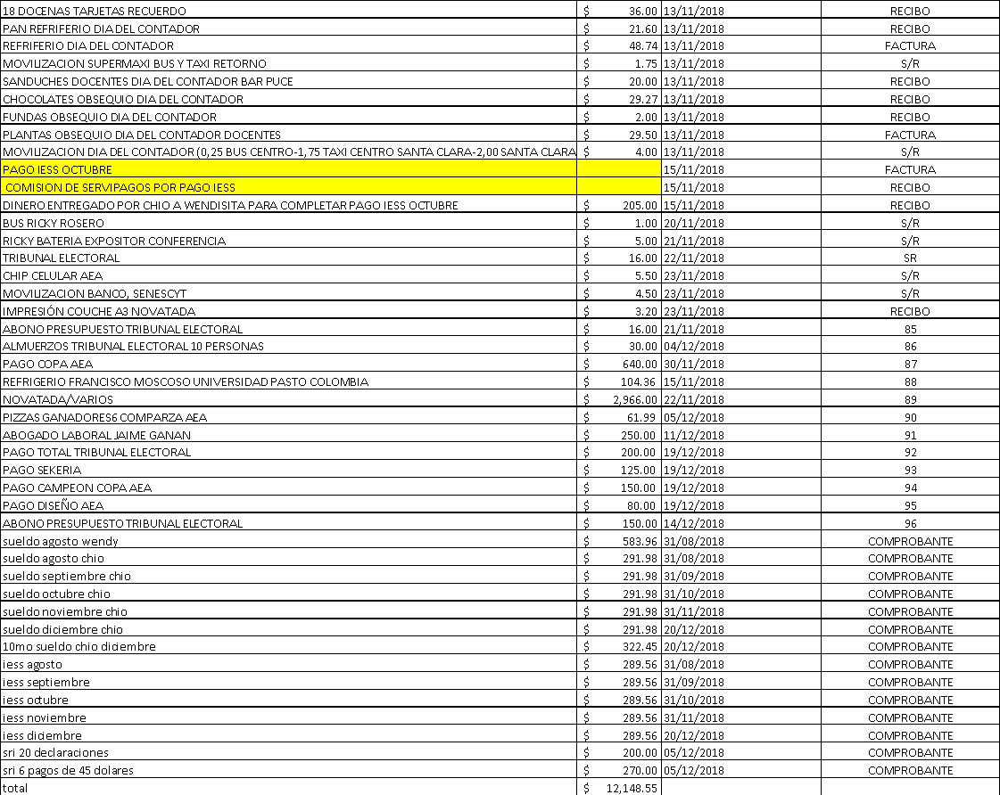 18 DOCENAS TARJETAS RECUERDO $ 36.00 13/11/2018 RECIBO
PAN REFRIFERIO DIA DEL CONTADOR $ 21.60 13/11/2018 RECIBO
REFRIFERIO DIA DEL CONTADOR $ 48.74 13/11/2018 FACTURA
MOVILIZACION SUPERMAXI BUS Y TAXI RETORNO $ 1.75 13/11/2018 S/R
SANDUCHES DOCENTES DIA DEL CONTADOR BAR PUCE $ 20.00 13/11/2018 RECIBO
CHOCOLATES OBSEQUIO DIA DEL CONTADOR $ 29.27 13/11/2018 RECIBO
FUNDAS OBSEQUIO DIA DEL CONTADOR $ 2.00 13/11/2018 RECIBO
PLANTAS OBSEQUIO DIA DEL CONTADOR DOCENTES $ 29.50 13/11/2018 FACTURA
MOVILIZACION DIA DEL CONTADOR (0,25 BUS CENTRO-1,75 TAXI CENTRO SANTA CLARA-2,00 SANTA CLARA $ 4.00 13/11/2018 S/R
PAGO IESS OCTUBRE 15/11/2018 FACTURA
COMISION DE SERVIPAGOS POR PAGO IESS 15/11/2018 RECIBO
DINERO ENTREGADO POR CHIO A WENDISITA PARA COMPLETAR PAGO IESS OCTUBRE $ 205.00 15/11/2018 RECIBO
BUS RICKY ROSERO $ 1.00 20/11/2018 S/R
RICKY BATERIA EXPOSITOR CONFERENCIA $ 5.00 21/11/2018 S/R
TRIBUNAL ELECTORAL $ 16.00 22/11/2018 SR
CHIP CELULAR AEA $ 5.50 23/11/2018 S/R
MOVILIZACION BANCO, SENESCYT $ 4.50 23/11/2018 S/R
IMPRESIÓN COUCHE A3 NOVATADA $ 3.20 23/11/2018 RECIBO
ABONO PRESUPUESTO TRIBUNAL ELECTORAL $ 16.00 21/11/2018 85
ALMUERZOS TRIBUNAL ELECTORAL 10 PERSONAS $ 30.00 04/12/2018 86
PAGO COPA AEA $ 640.00 30/11/2018 87
REFRIGERIO FRANCISCO MOSCOSO UNIVERSIDAD PASTO COLOMBIA $ 104.36 15/11/2018 88
NOVATADA/VARIOS $ 2,966.00 22/11/2018 89
PIZZAS GANADORES6 COMPARZA AEA $ 61.99 05/12/2018 90
ABOGADO LABORAL JAIME GANAN $ 250.00 11/12/2018 91
PAGO TOTAL TRIBUNAL ELECTORAL $ 200.00 19/12/2018 92
PAGO SEKERIA $ 125.00 19/12/2018 93
PAGO CAMPEON COPA AEA $ 150.00 19/12/2018 94
PAGO DISEÑO AEA $ 80.00 19/12/2018 95
ABONO PRESUPUESTO TRIBUNAL ELECTORAL $ 150.00 14/12/2018 96
sueldo agosto wendy $ 583.96 31/08/2018 COMPROBANTE
sueldo agosto chio $ 291.98 31/08/2018 COMPROBANTE
sueldo septiembre chio $ 291.98 31/09/2018 COMPROBANTE
sueldo octubre chio $ 291.98 31/10/2018 COMPROBANTE
sueldo noviembre chio $ 291.98 31/11/2018 COMPROBANTE
sueldo diciembre chio $ 291.98 20/12/2018 COMPROBANTE
10mo sueldo chio diciembre $ 322.45 20/12/2018 COMPROBANTE
iess agosto $ 289.56 31/08/2018 COMPROBANTE
iess septiembre $ 289.56 31/09/2018 COMPROBANTE
iess octubre $ 289.56 31/10/2018 COMPROBANTE
iess noviembre $ 289.56 31/11/2018 COMPROBANTE
iess diciembre $ 289.56 20/12/2018 COMPROBANTE
sri 20 declaraciones $ 200.00 05/12/2018 COMPROBANTE
sri 6 pagos de 45 dolares $ 270.00 05/12/2018 COMPROBANTE
total $ 12,148.55